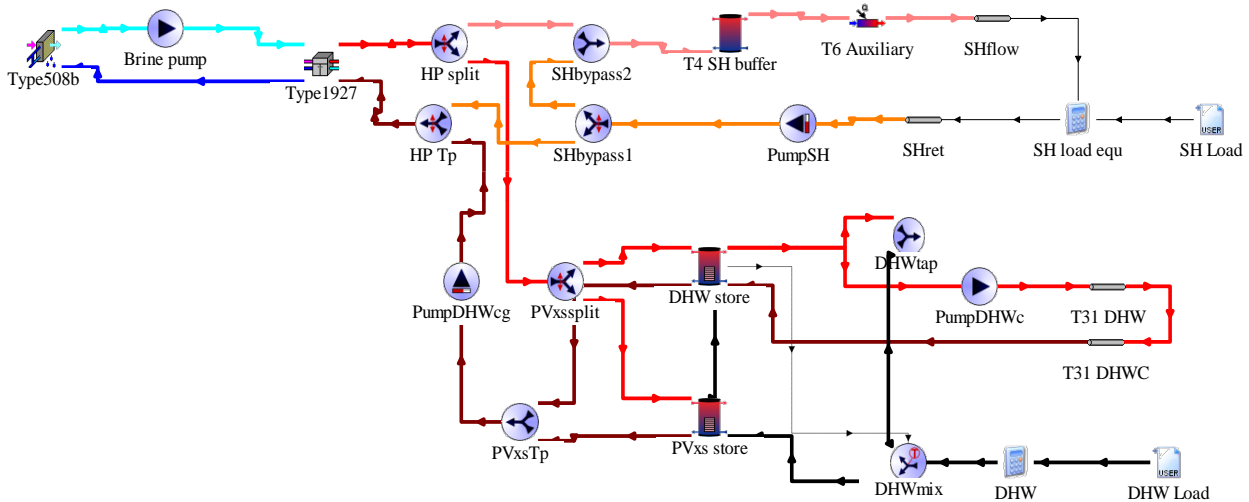 Q
Brine pump
HP split
SHbypass2
T4 SH buffer
T6 Auxiliary
SHflow
Type508b
Type1927
HP Tp
SHbypass1
PumpSH
SHret
SH load equ
USER
SH Load
DHWtap
PumpDHWcg
PVxssplit
DHW store
PumpDHWc
T31 DHW
T31 DHWC
PVxsTp
PVxs store
T
DHWmix
DHW
USER
DHW Load